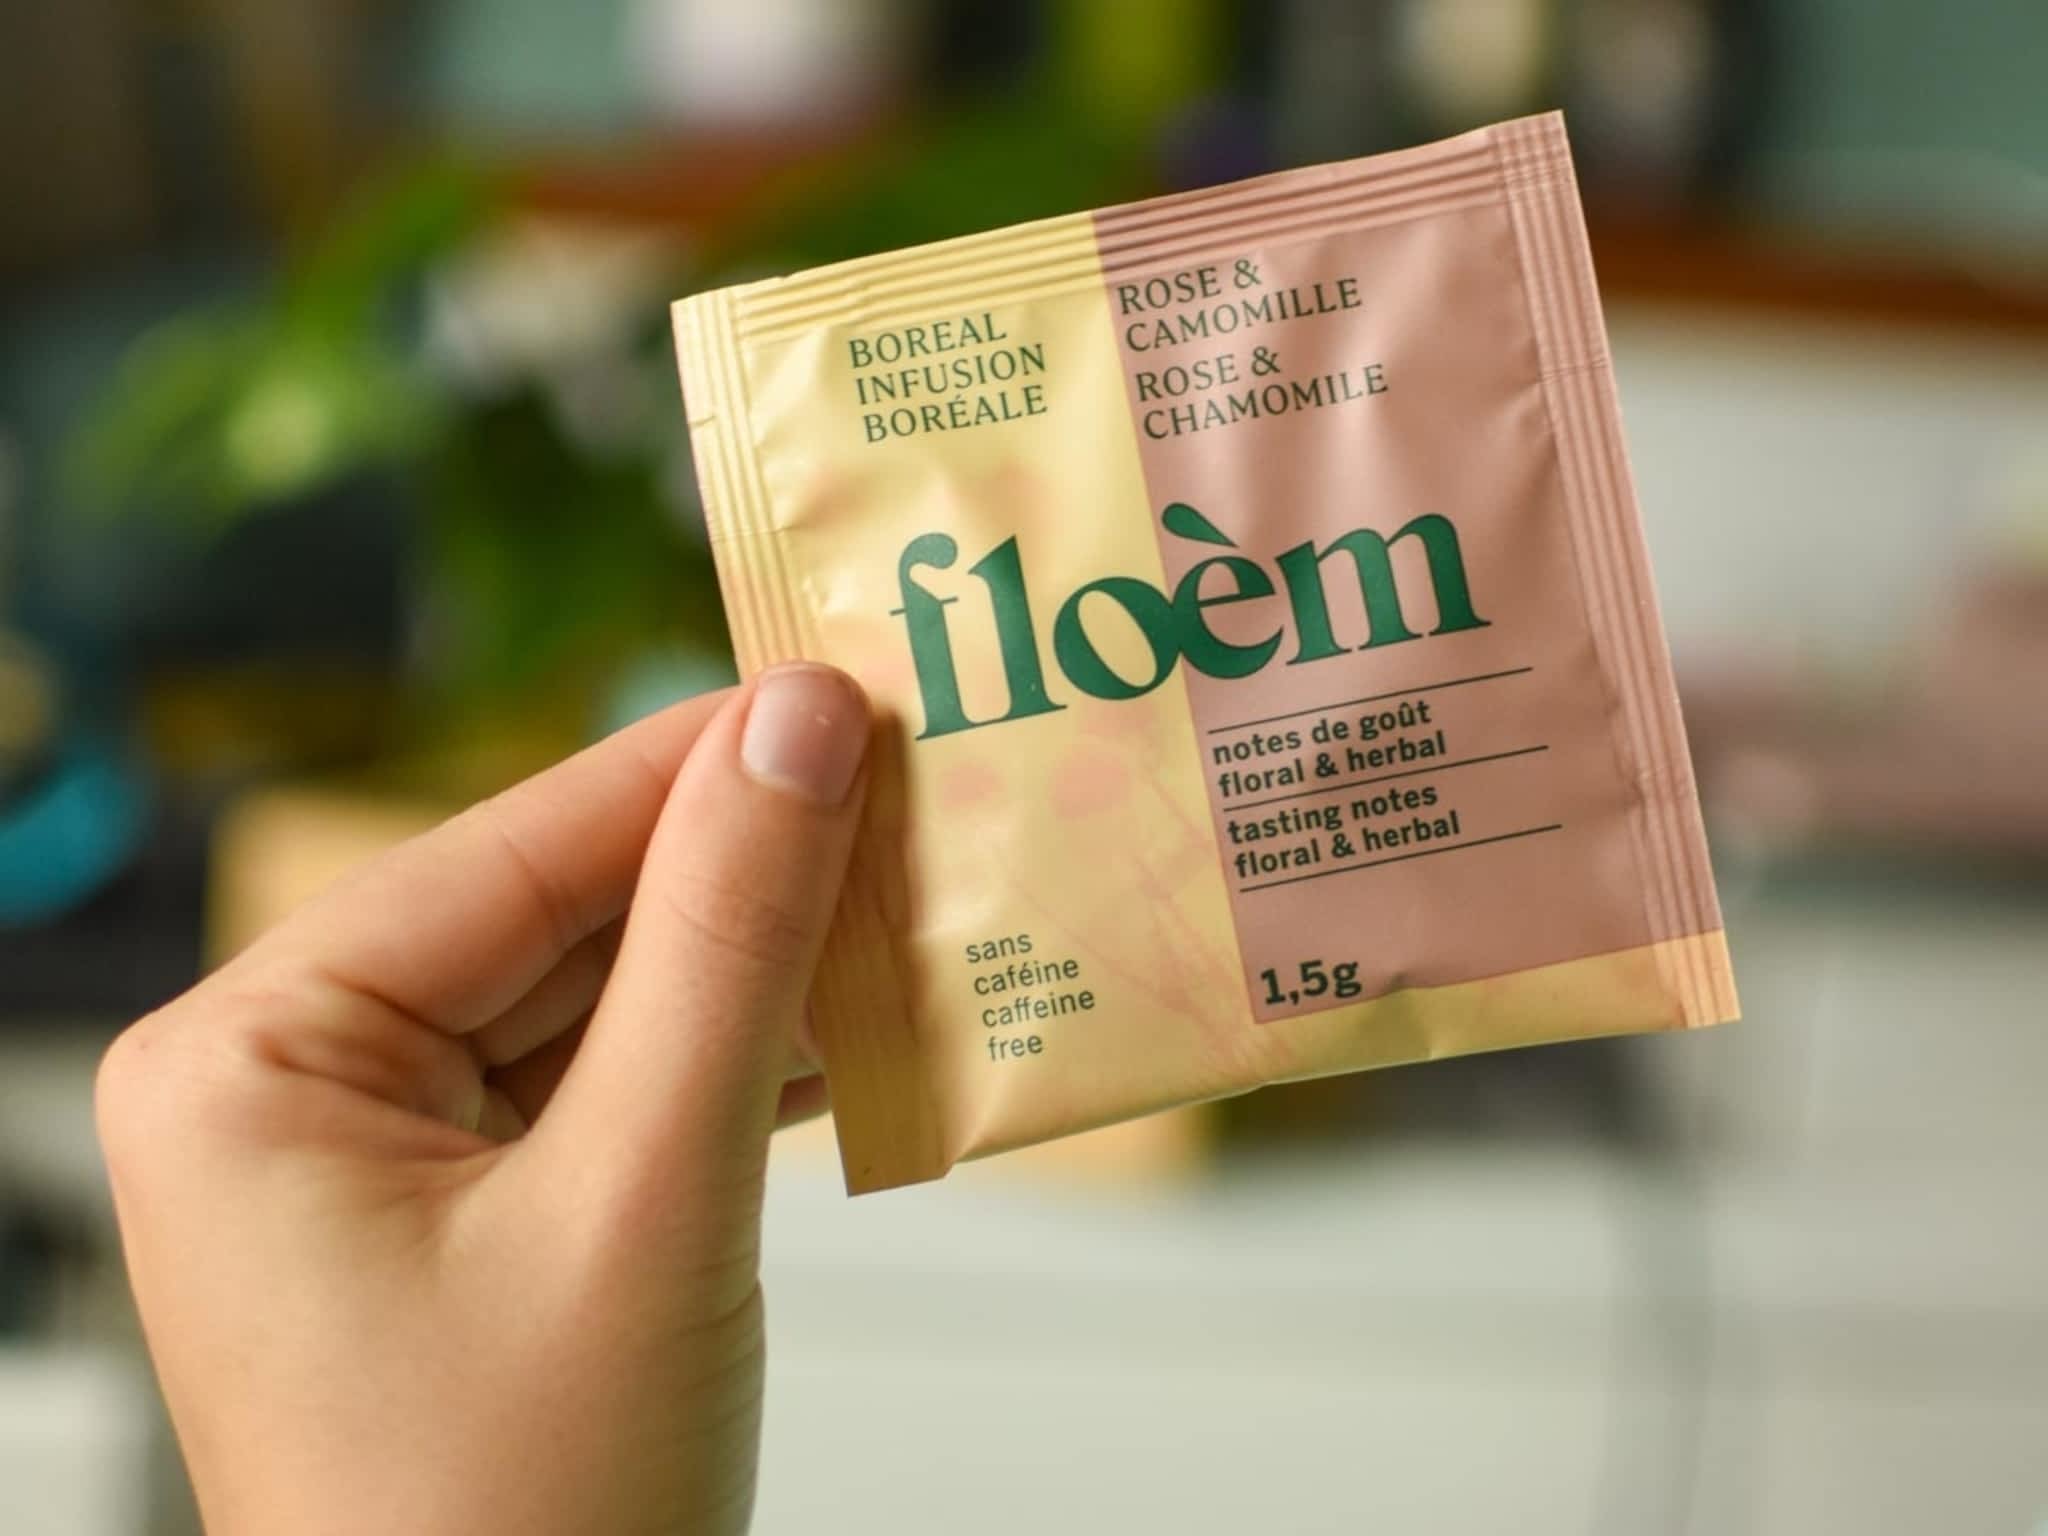 BOREAL
INFUSION
BORÉALE
ROSE &
CAMOMILLE
ROSE &
CHAMOMILE
floèm
notes de goût
floral & herbal
tasting notes
floral & herbal
sans
caféine
caffeine
free
1,5g